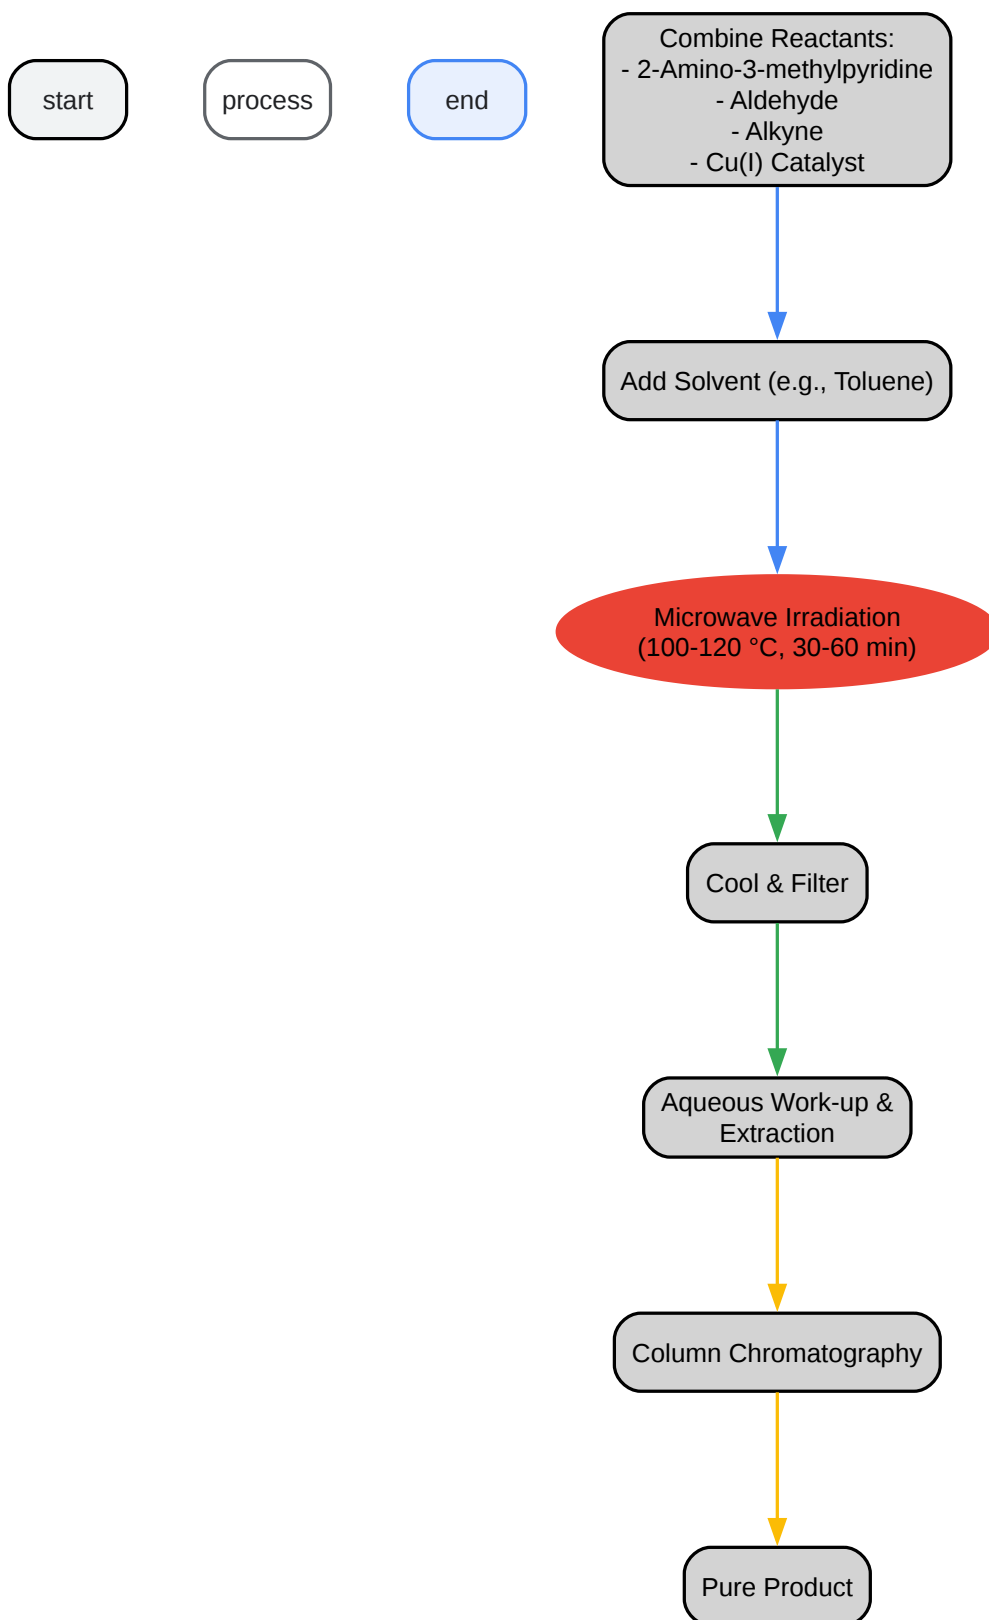 start
process
end
Combine Reactants:
- 2-Amino-3-methylpyridine
- Aldehyde
- Alkyne
- Cu(I) Catalyst
Add Solvent (e.g., Toluene)
Microwave Irradiation
(100-120 °C, 30-60 min)
Cool & Filter
Aqueous Work-up &
Extraction
Column Chromatography
Pure Product